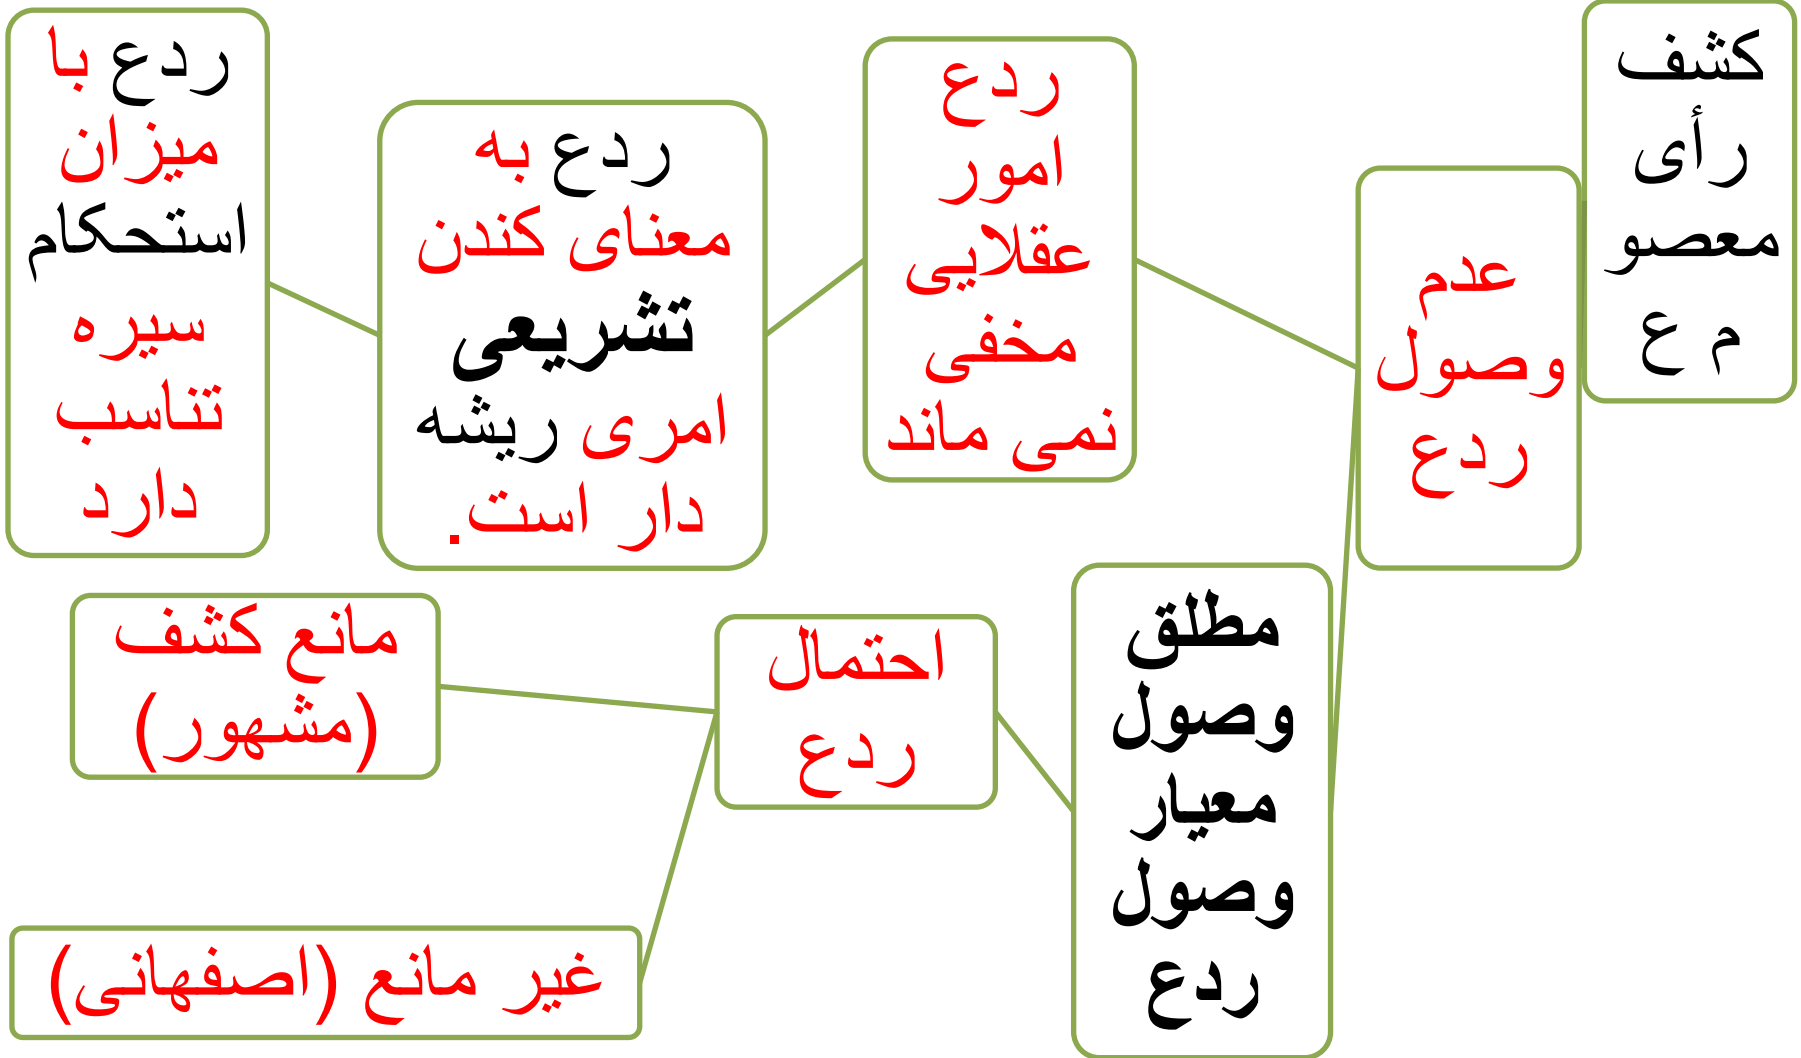 کشف
رأی
معصو
م ع
عدم
وصول
ردع
ردع
امور
عقلایی
مخفی
نمی ماند
ردع به
معنای کندن
تشریعی
امری ریشه
دار است.
ردع با
میزان
استحکام
سیره
تناسب
دارد
مطلق
وصول
معیار
وصول
ردع
احتمال
ردع
مانع کشف
(مشهور)
غیر مانع (اصفهانی)